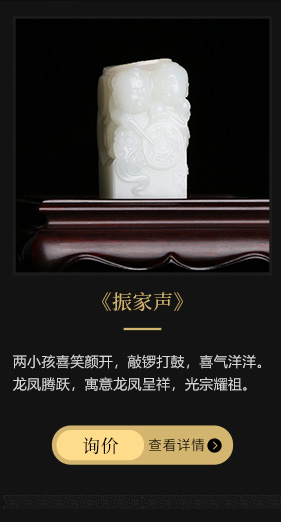 《振家声》
两小孩喜笑颜开，敲锣打鼓，喜气洋洋。
龙凤腾跃，寓意龙凤呈祥，光宗耀祖。
询价 查看详情